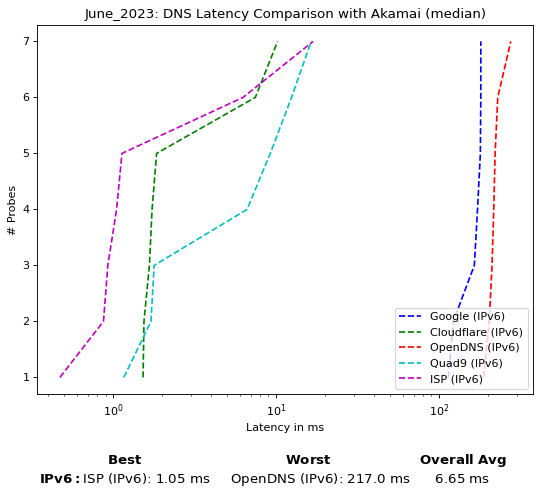 June_2023: DNS Latency Comparison with Akamai (median)
# Probes
7
6
5
4
3
2
1
Google (IPv6)
Cloudflare (IPv6)
OpenDNS (IPv6)
Quad9 (IPv6)
ISP (IPv6)
10⁰ 10¹ 10²
Latency in ms
Best Worst Overall Avg
IPv6: ISP (IPv6): 1.05 ms OpenDNS (IPv6): 217.0 ms 6.65 ms